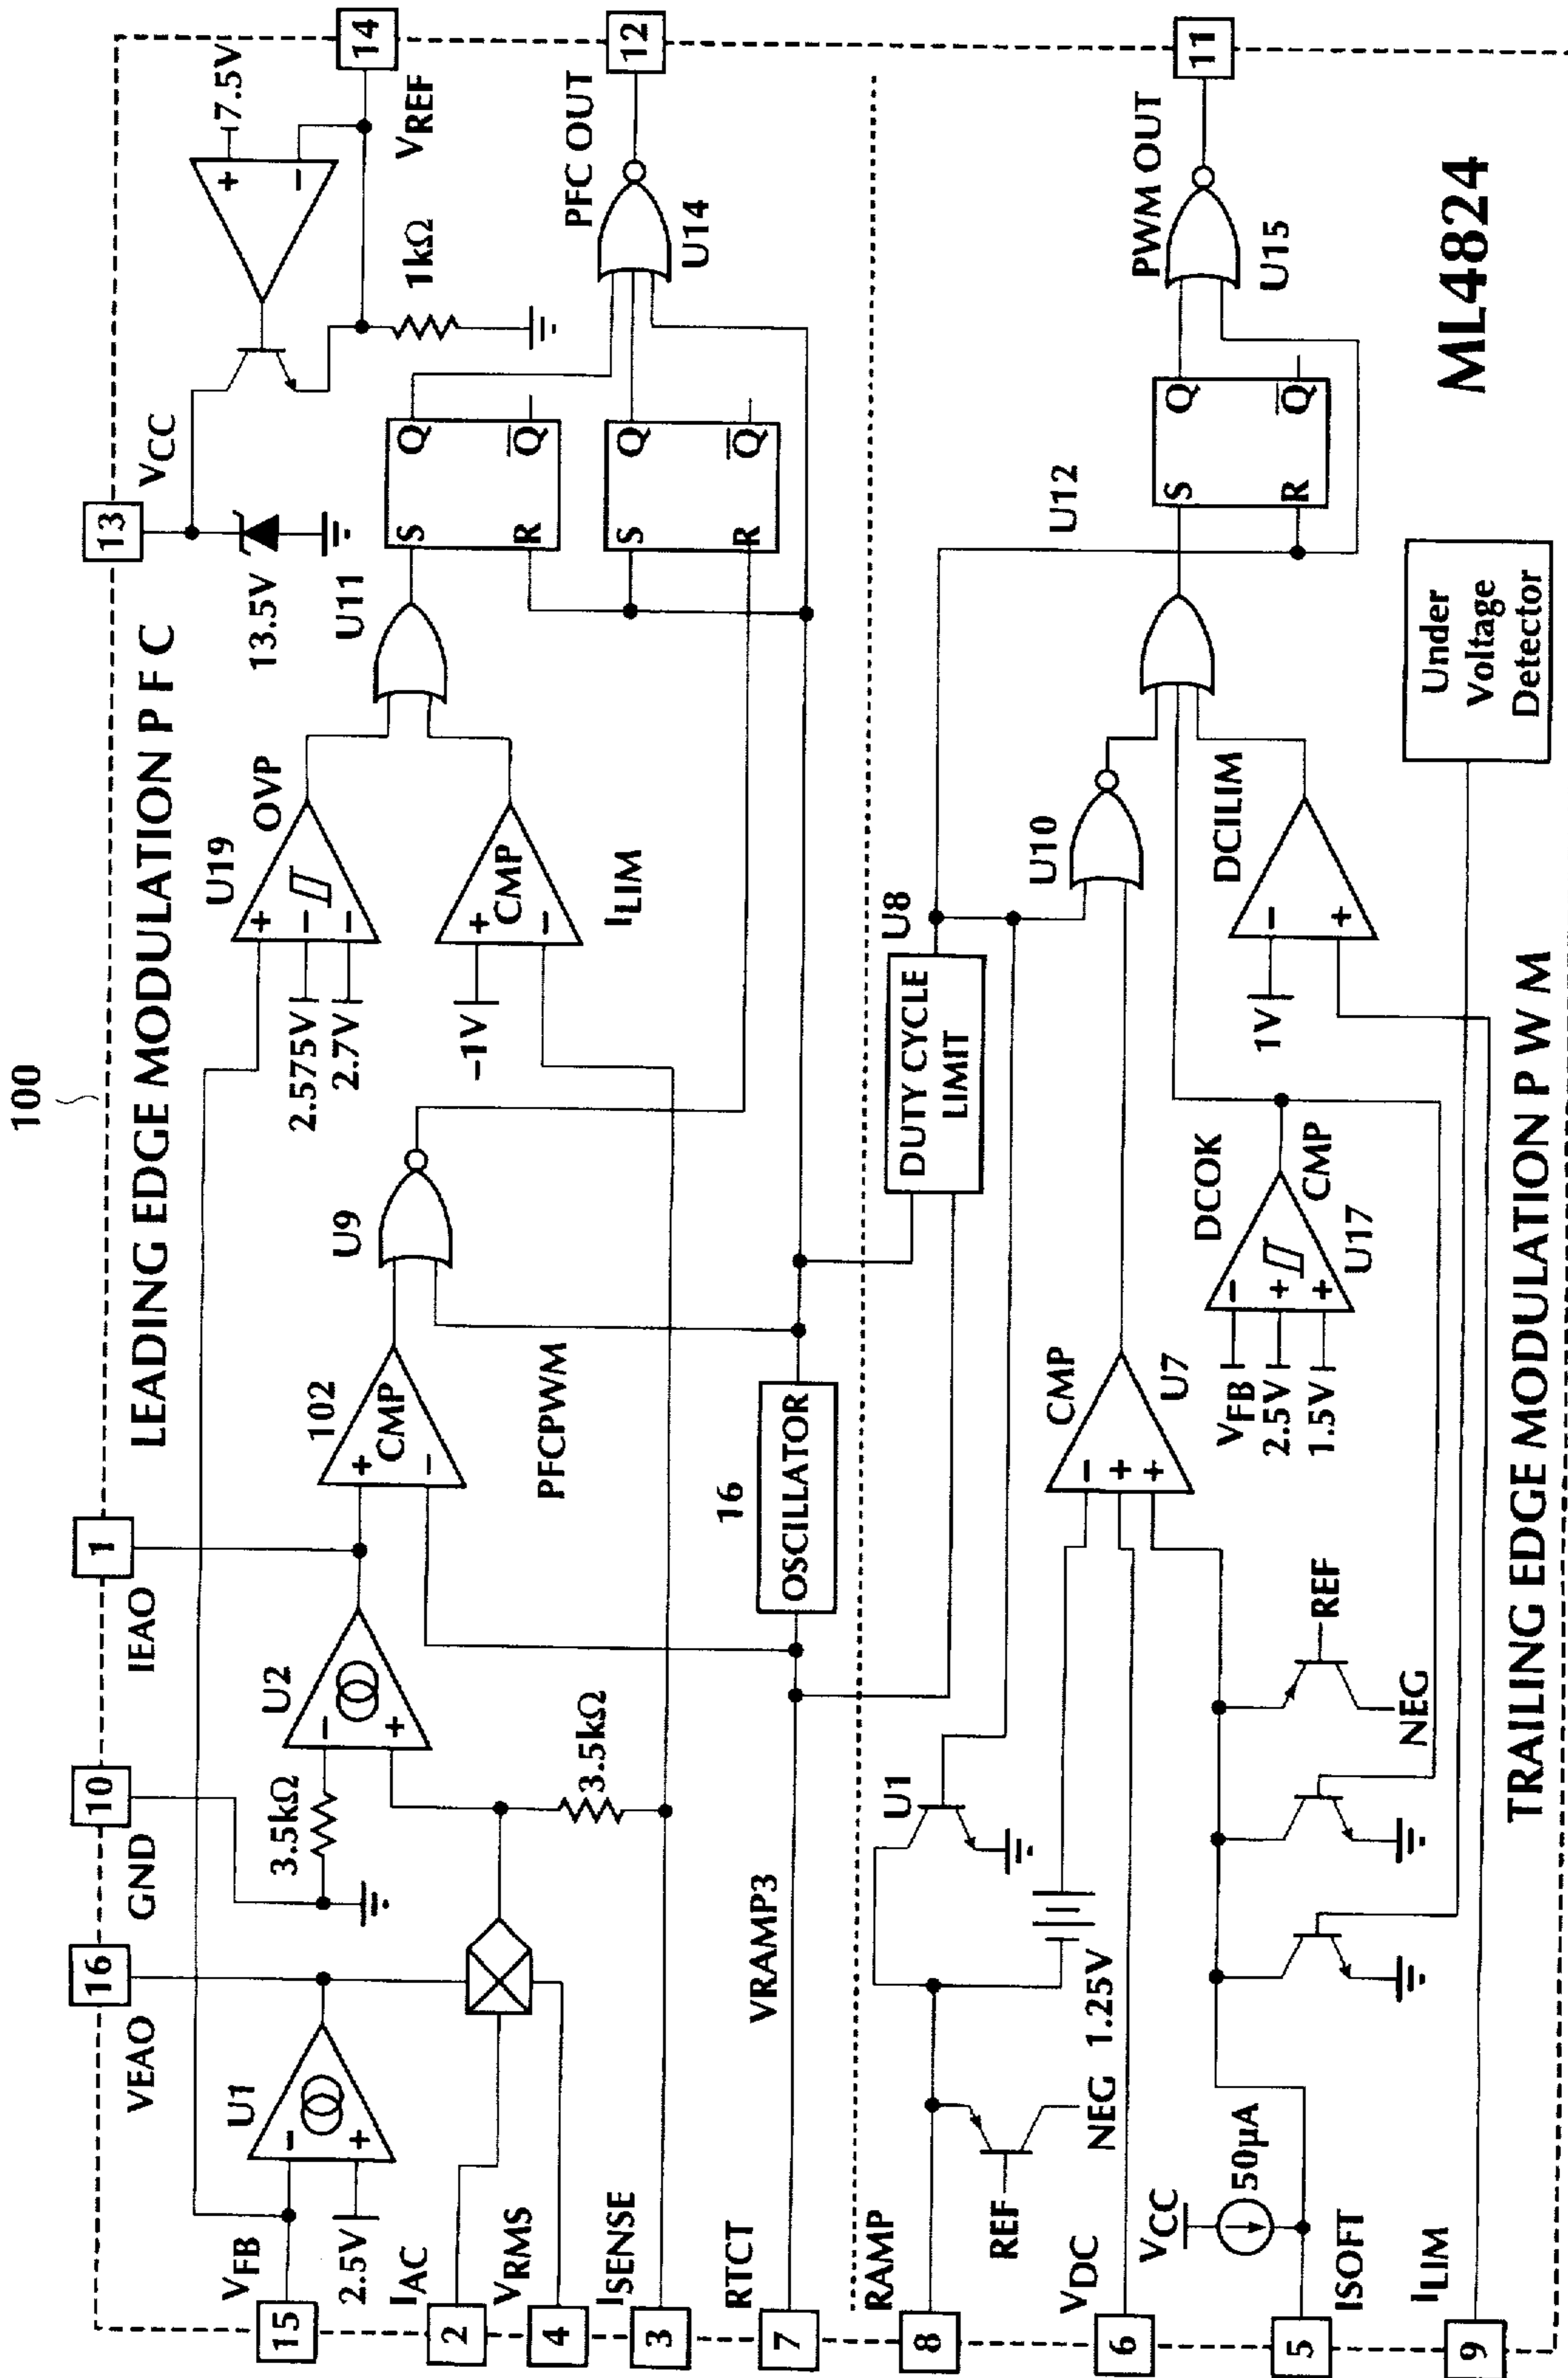 100
LEADING EDGE MODULATION P F C
16
VEAO
10
GND
1
IEAO
13
VCC
14
VREF
7.5V
+
−
13.5V
1kΩ
15
VFB
2.5V
U1
−
+
3.5kΩ
U2
−
+
102
CMP
+
−
PFCPWM
U9
U19
OVP
+
−
−
2.575V
2.7V
−1V
CMP
+
−
ILIM
U11
S
Q
R
Q
S
Q
R
Q
PFC OUT
U14
12
2
IAC
4
VRMS
3
ISENSE
3.5kΩ
7
RTCT
VRAMP3
16
OSCILLATOR
8
RAMP
REF
NEG
1.25V
U1
DUTY CYCLE
LIMIT
U8
U10
6
VDC
CMP
−
+
+
U7
U12
S
Q
R
Q
PWM OUT
U15
11
VCC
50μA
5
ISOFT
REF
NEG
VFB
2.5V
1.5V
−
+
+
DCOK
CMP
U17
DCILIM
1V
−
+
9
ILIM
Under
Voltage
Detector
ML4824
TRAILING EDGE MODULATION P W M